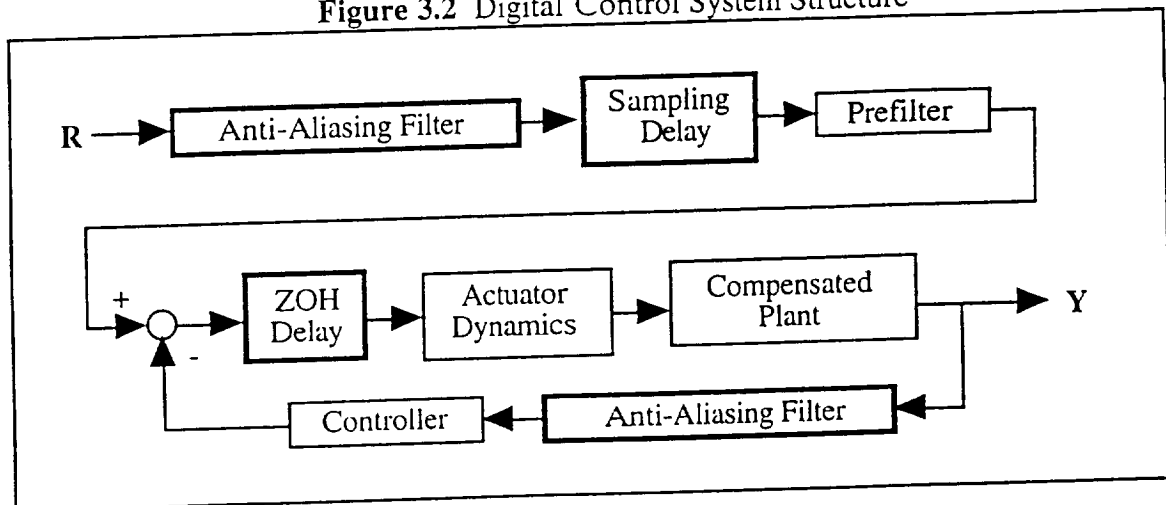 Figure 3.2 Digital Control System Structure
R
Anti-Aliasing Filter
Sampling
Delay
Prefilter
+
-
ZOH
Delay
Actuator
Dynamics
Compensated
Plant
Y
Controller
Anti-Aliasing Filter